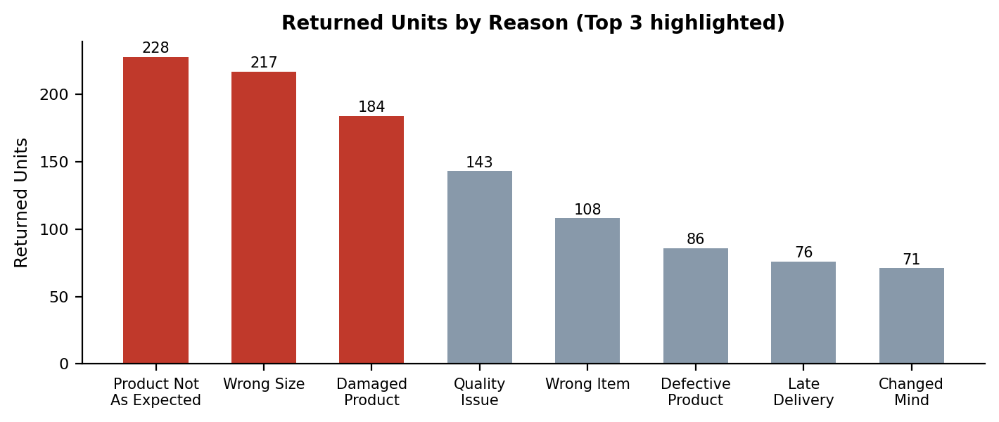 Returned Units by Reason (Top 3 highlighted)
Returned Units
200
150
100
50
0
228
217
184
143
108
86
76
71
Product Not
As Expected
Wrong Size
Damaged
Product
Quality
Issue
Wrong Item
Defective
Product
Late
Delivery
Changed
Mind